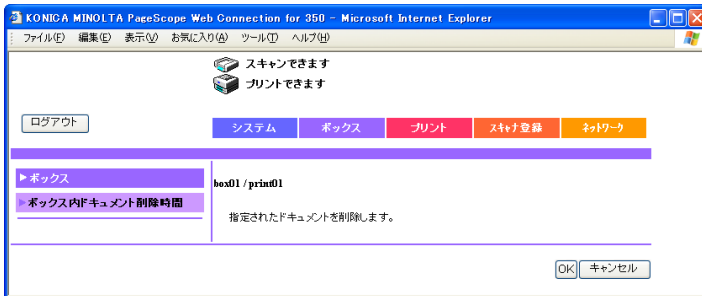 KONICA MINOLTA PageScope Web Connection for 350 - Microsoft Internet Explorer
ファイル(F) 編集(E) 表示(V) お気に入り(A) ツール(T) ヘルプ(H)
スキャンできます
プリントできます
ログアウト
システム ボックス プリント スキャナ登録 ネットワーク
ボックス
ボックス内ドキュメント削除時間
box01 / print01
指定されたドキュメントを削除します。
OK キャンセル